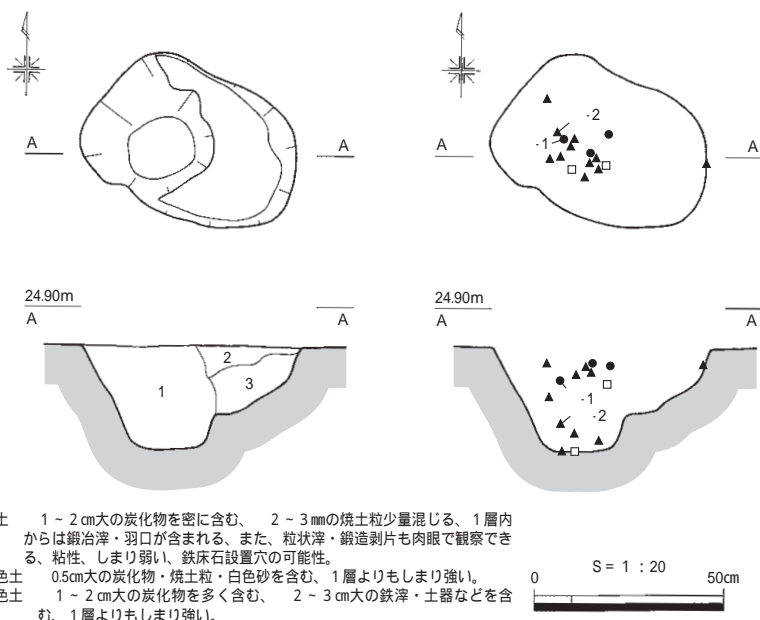 A
A
A
・2
・1
A
24.90m
A
A
1
2
3
24.90m
A
A
・1
・2
土 1~2㎝大の炭化物を密に含む、 2~3㎜の焼土粒少量混じる、1層内
からは鍛冶滓・羽口が含まれる、また、粒状滓・鍛造剥片も肉眼で観察でき
る、粘性、しまり弱い、鉄床石設置穴の可能性。
色土 0.5㎝大の炭化物・焼土粒・白色砂を含む、1層よりもしまり強い。
色土 1~2㎝大の炭化物を多く含む、 2~3㎝大の鉄滓・土器などを含
む、1層よりもしまり強い。
S=1:20
0
50㎝